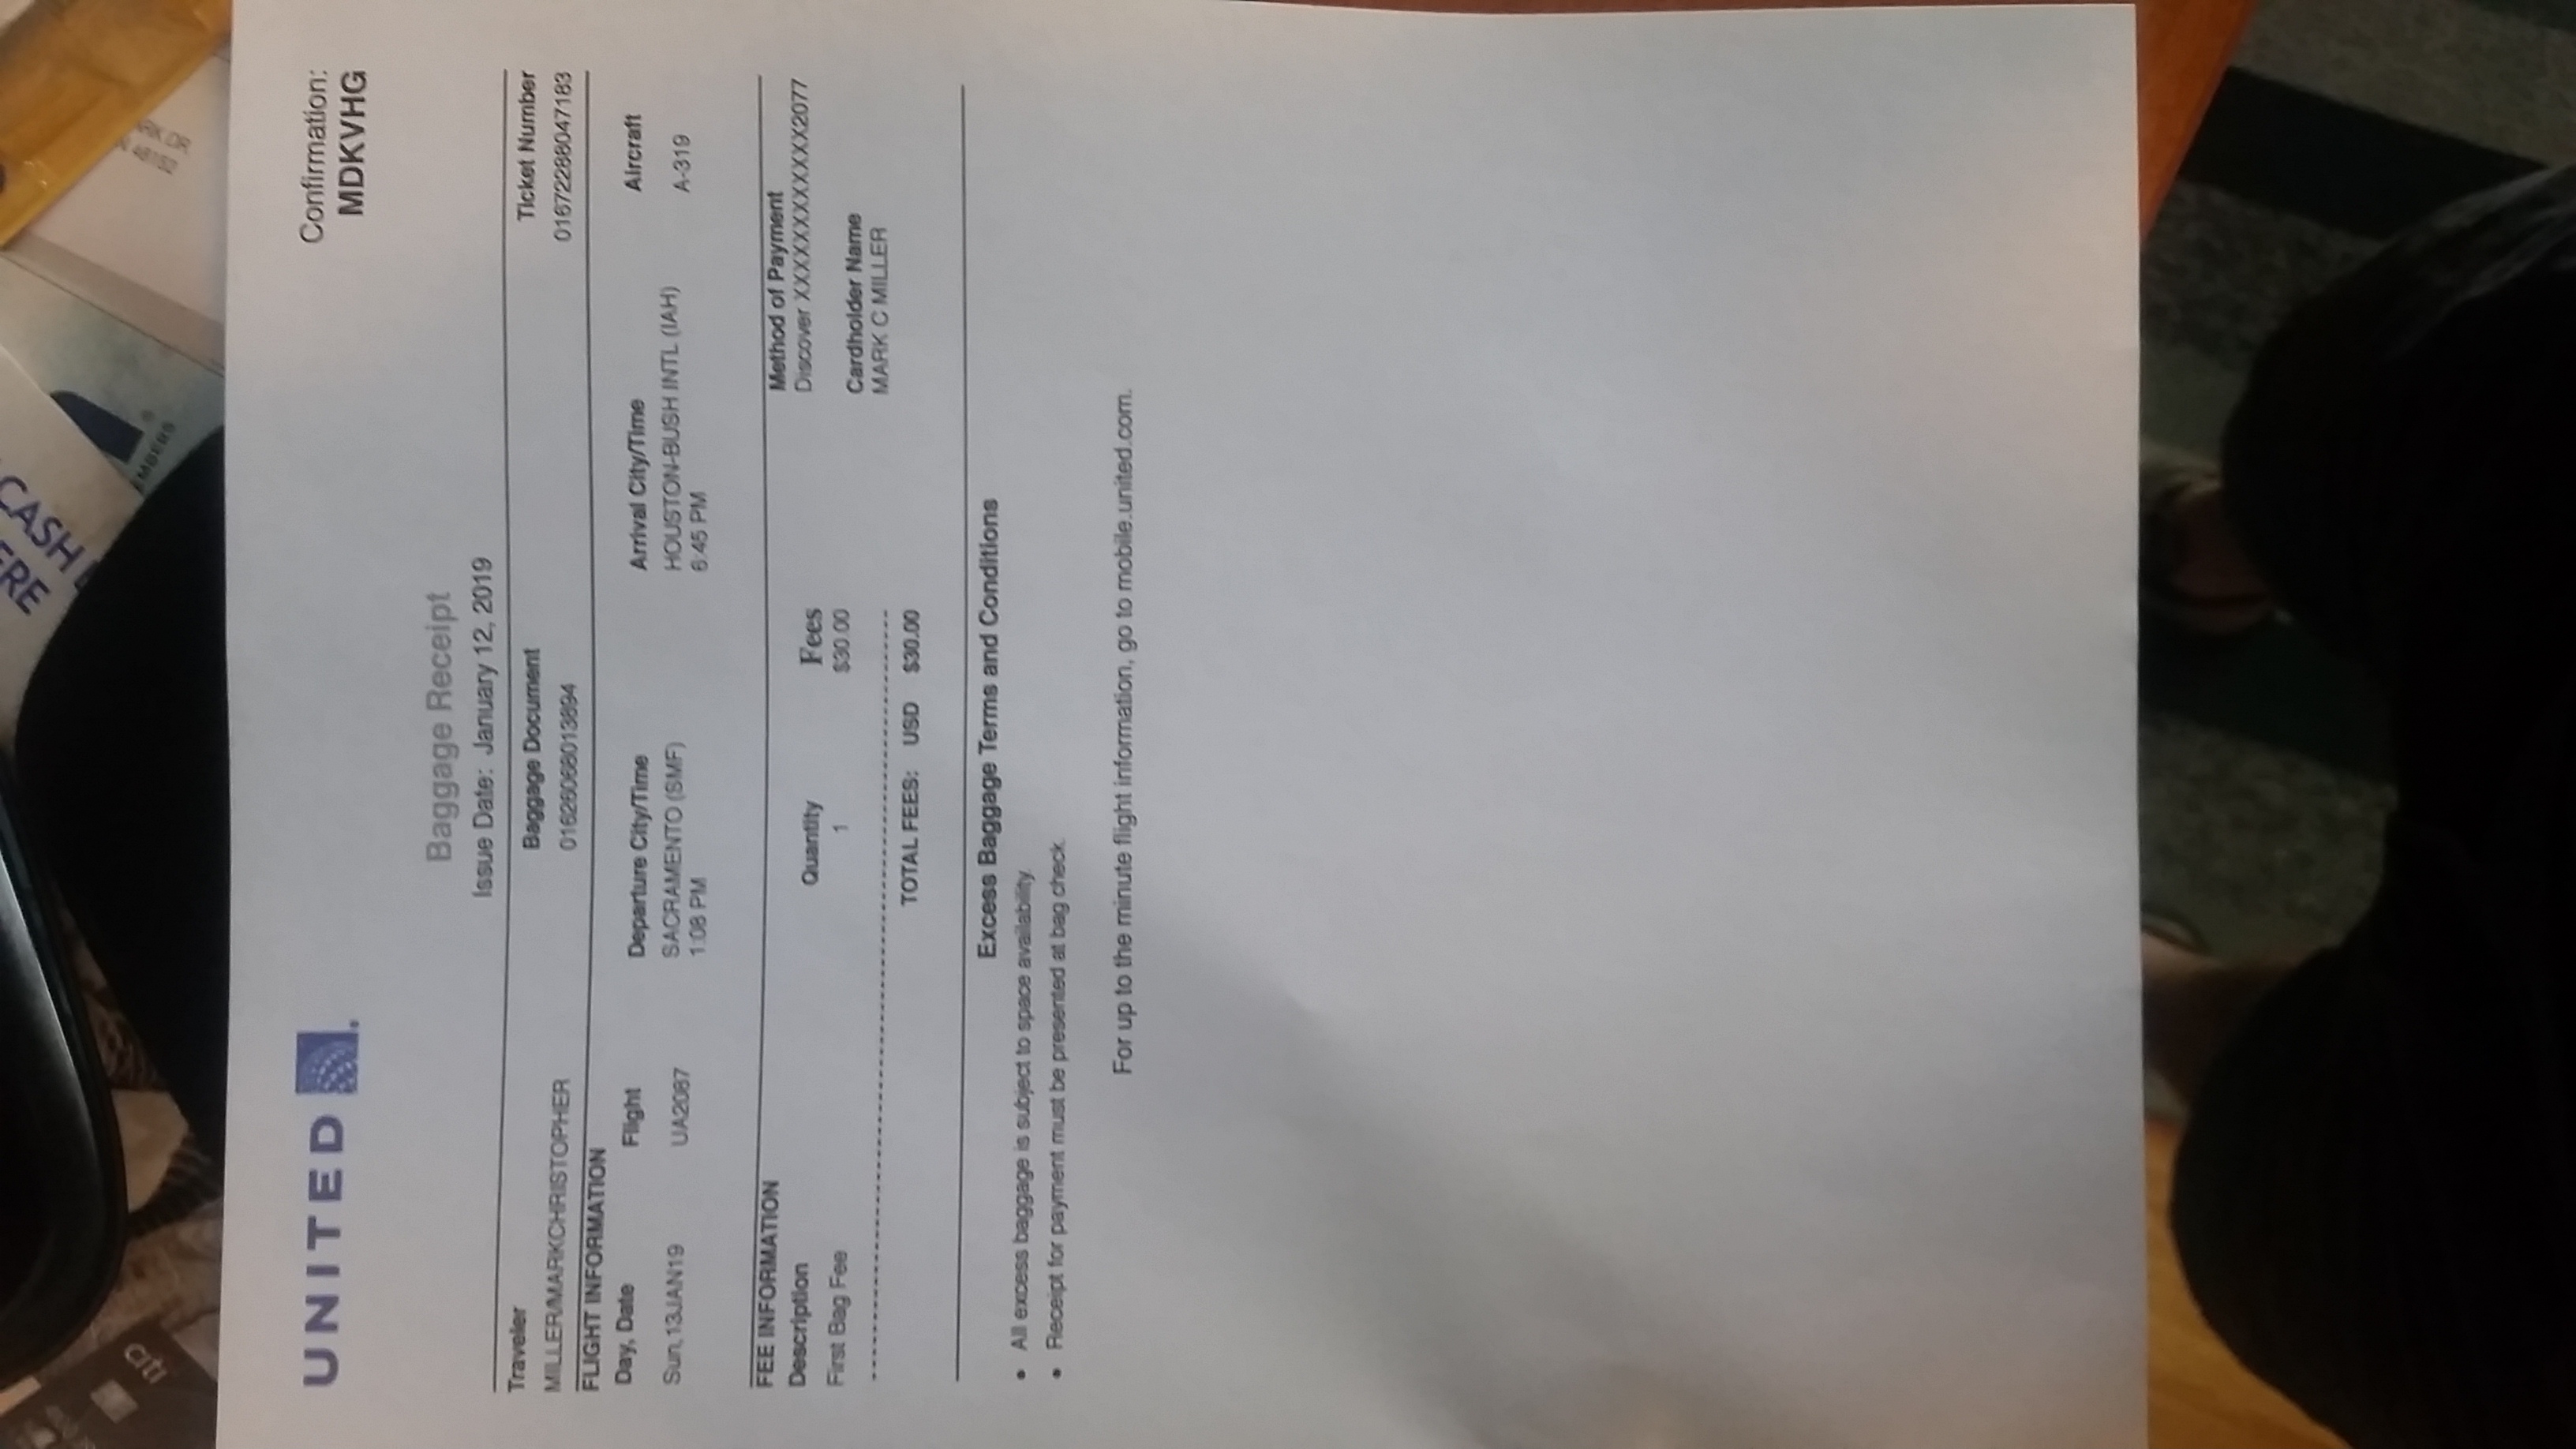 CASH
ERE
citi
EMBERS
UNITED
Confirmation:
MDKVHG
Baggage Receipt
Issue Date: January 12, 2019
Traveler Baggage Document Ticket Number
MILLER/MARKCHRISTOPHER 01626068013894 01672288047183
FLIGHT INFORMATION
Day, Date Flight Departure City/Time Arrival City/Time Aircraft
Sun,13JAN19 UA2087 SACRAMENTO (SMF) HOUSTON-BUSH INTL (IAH) A-319
1:08 PM 6:45 PM
FEE INFORMATION Method of Payment
Description Quantity Fees Discover XXXXXXXXXXXX2077
First Bag Fee 1 $30.00
Cardholder Name
MARK C MILLER
TOTAL FEES: USD $30.00
Excess Baggage Terms and Conditions
• All excess baggage is subject to space availability.
• Receipt for payment must be presented at bag check.
For up to the minute flight information, go to mobile.united.com.